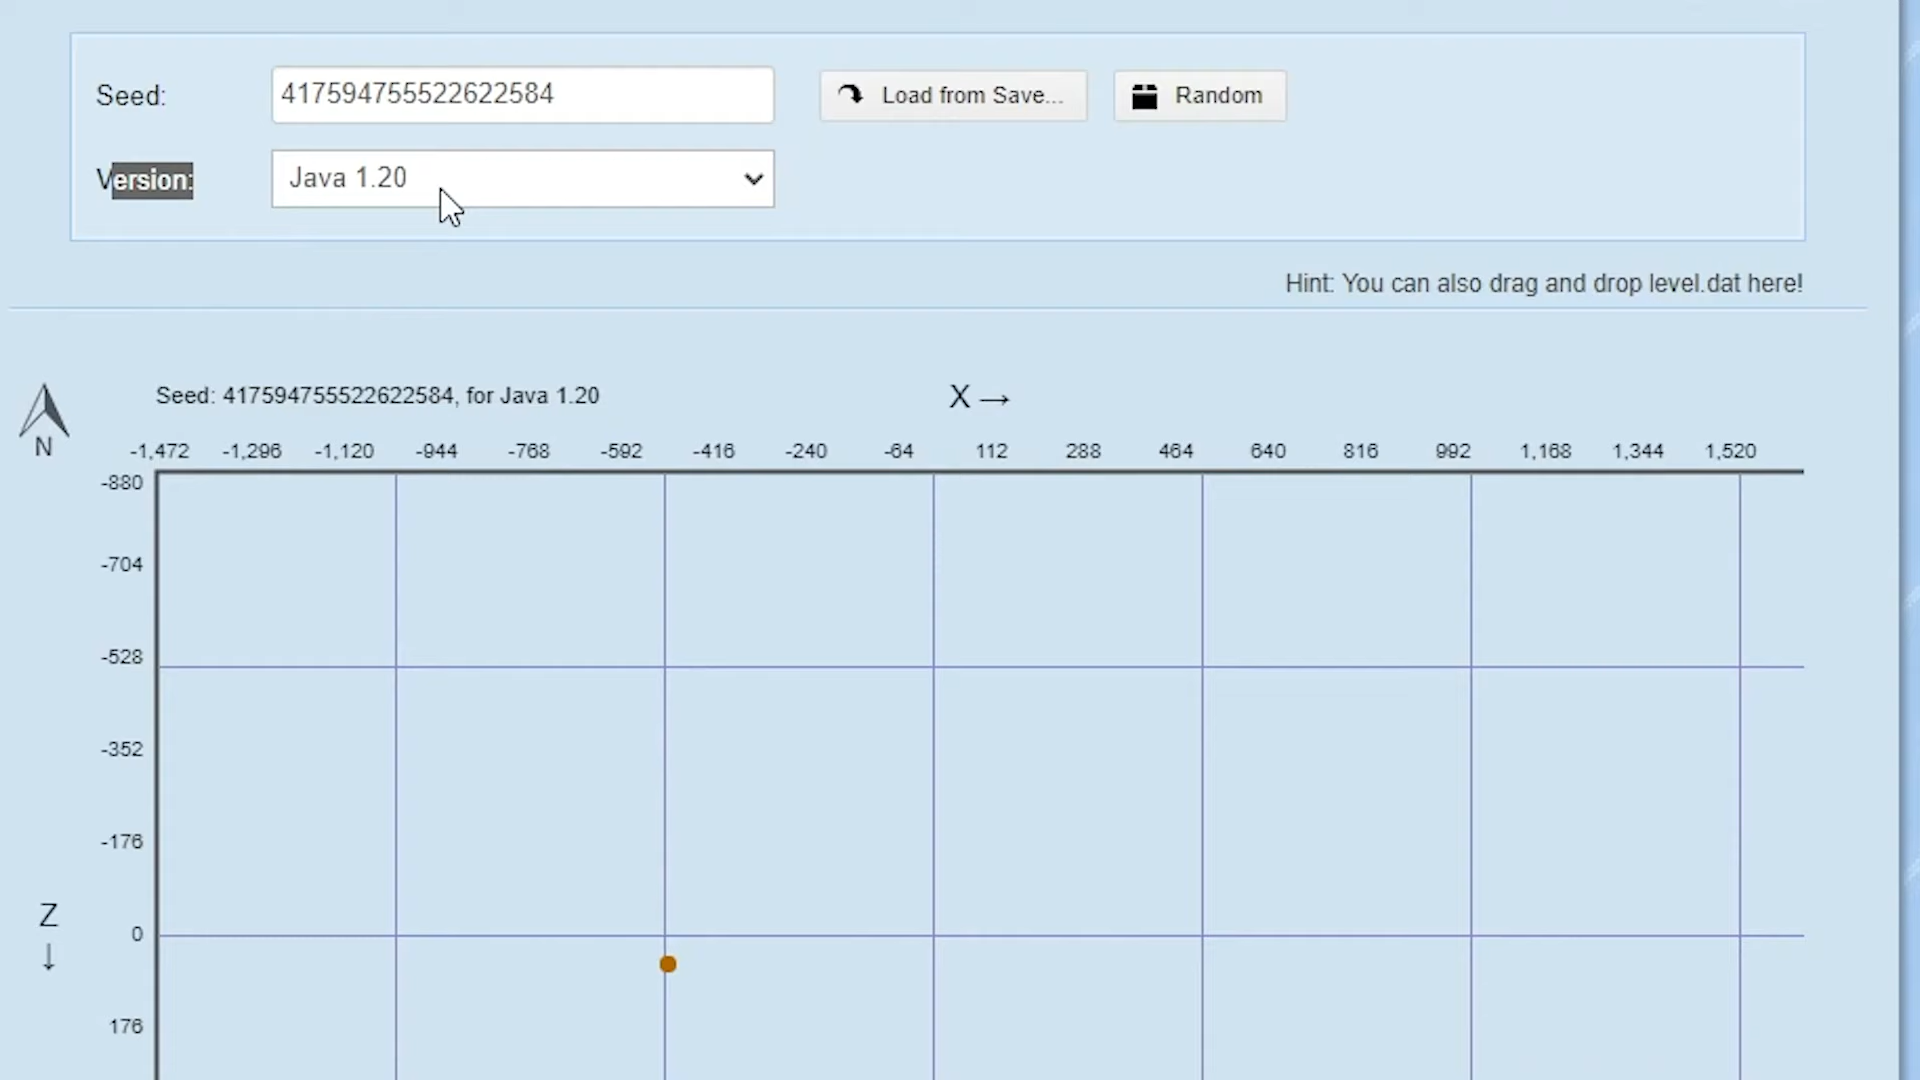 Seed: 417594755522622584 Load from Save... Random
Version: Java 1.20
Hint: You can also drag and drop level.dat here!
Seed: 417594755522622584, for Java 1.20 X →
N
-1,472 -1,296 -1,120 -944 -768 -592 -416 -240 -64 112 288 464 640 816 992 1,168 1,344 1,520
-880
-704
-528
-352
-176
Z
0
↓
176